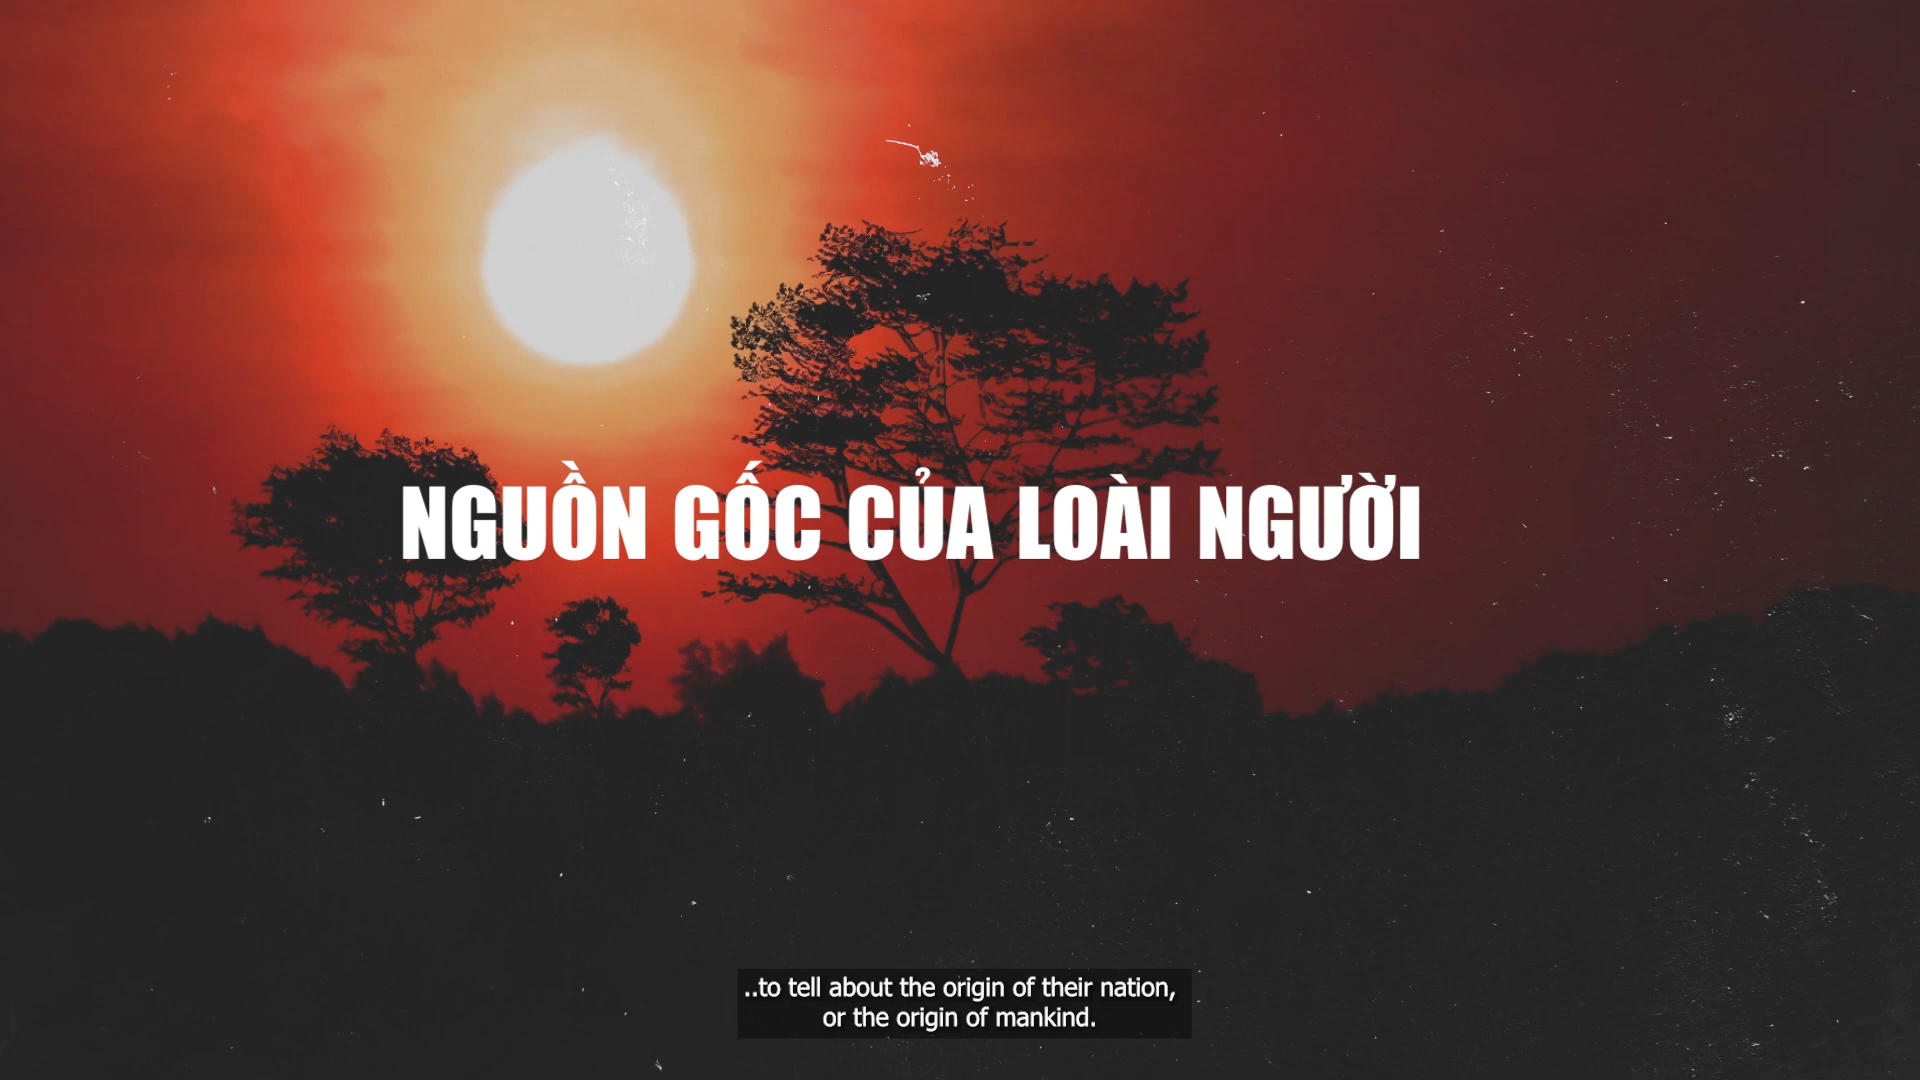 NGUỒN GỐC CỦA LOÀI NGƯỜI
..to tell about the origin of their nation,
or the origin of mankind.